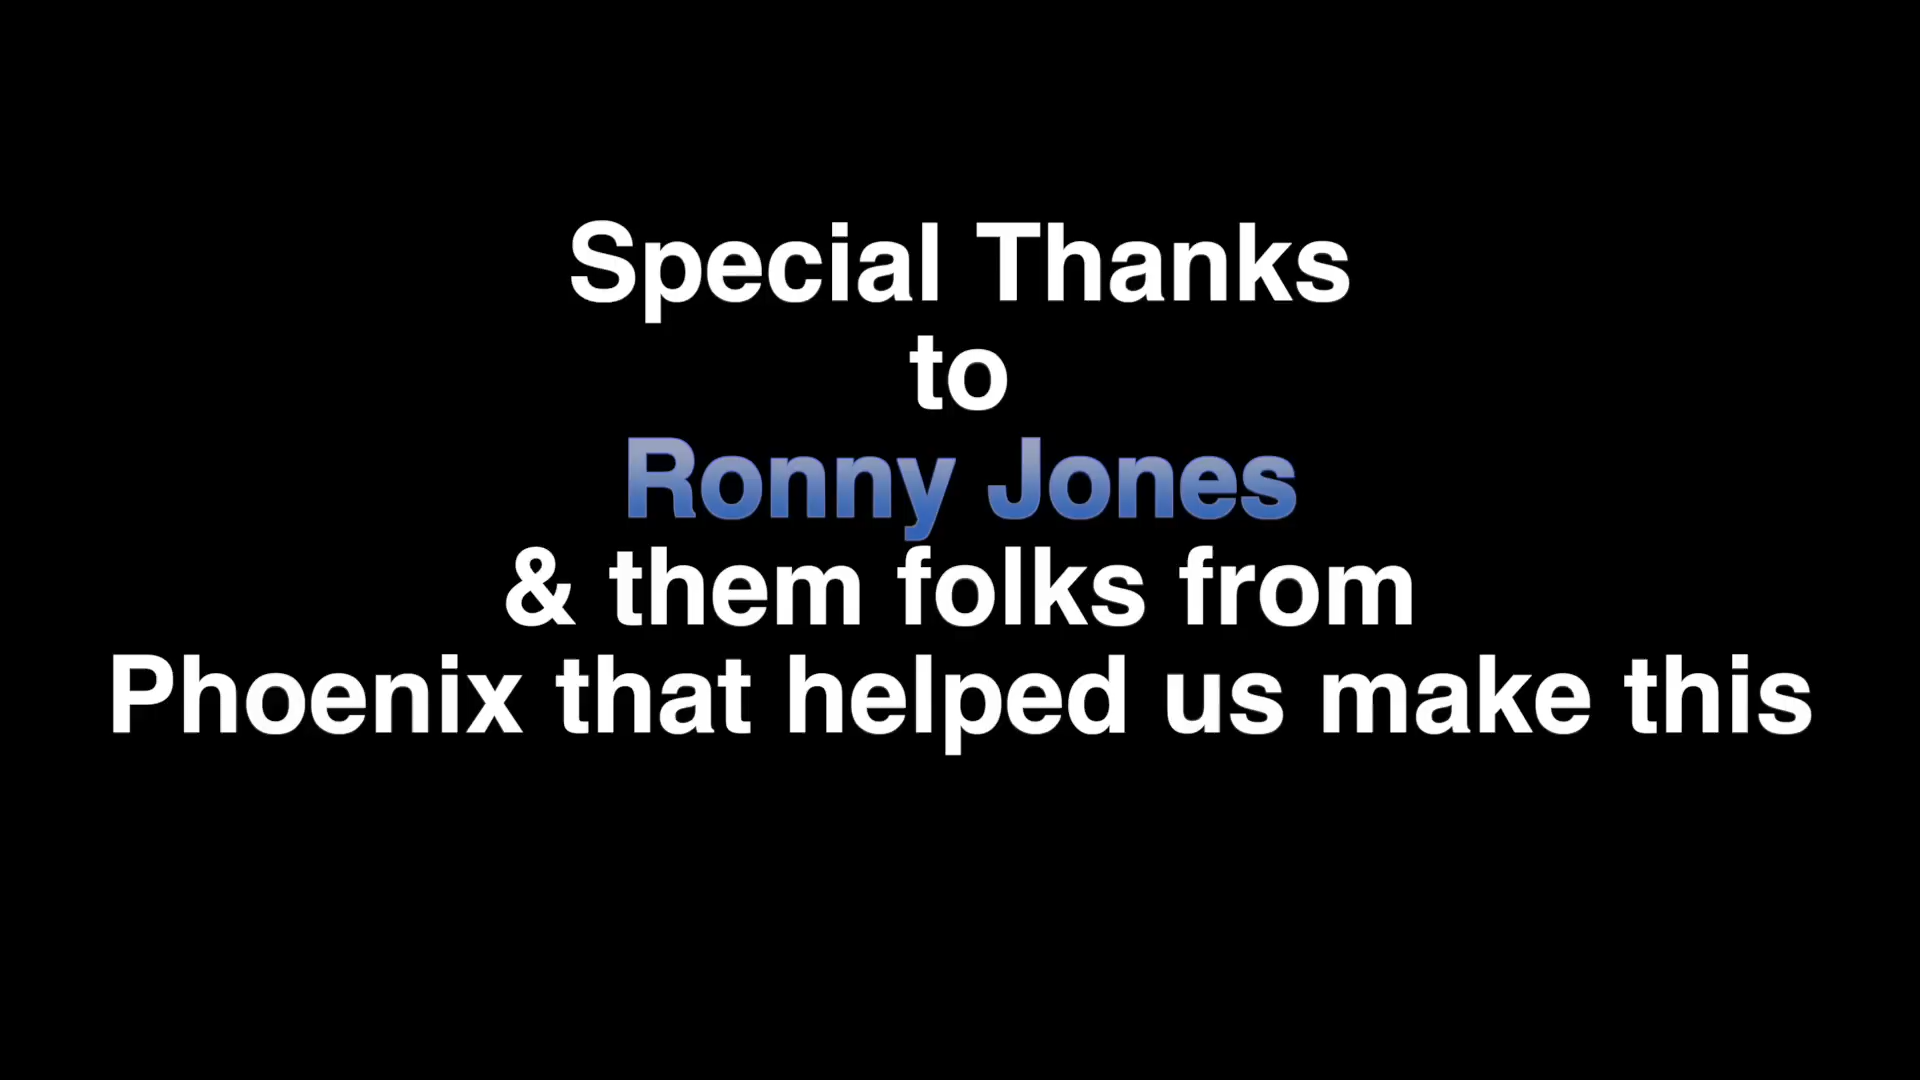 Special Thanks
to
Ronny Jones
& them folks from
Phoenix that helped us make this